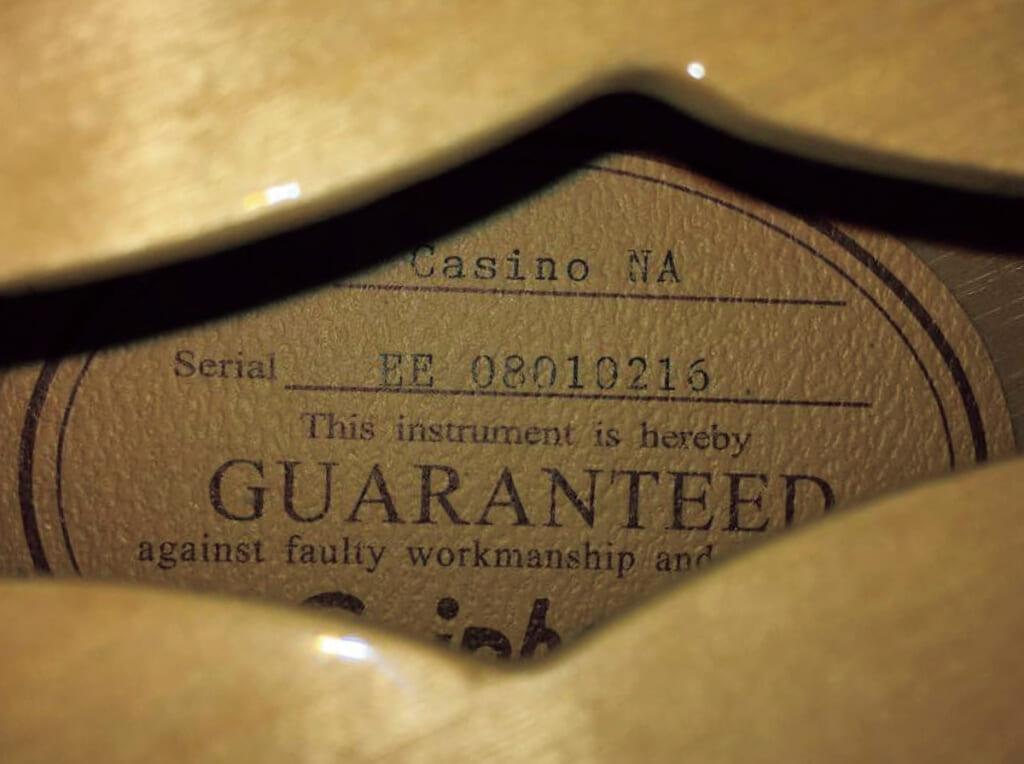 Casino NA
Serial EE 08010216
This instrument is hereby
GUARANTEED
against faulty workmanship and